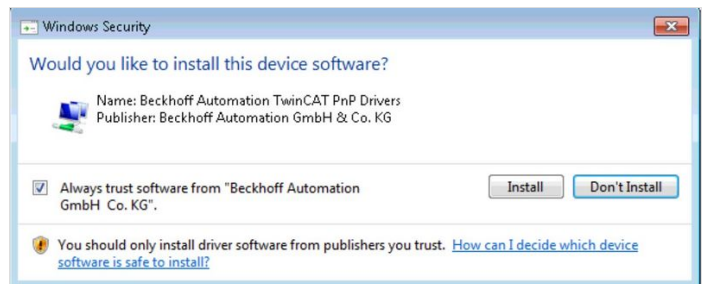 Windows Security
Would you like to install this device software?
Name: Beckhoff Automation TwinCAT PnP Drivers
Publisher: Beckhoff Automation GmbH & Co. KG
Always trust software from "Beckhoff Automation
GmbH  Co. KG".
Install
Don't Install
You should only install driver software from publishers you trust. How can I decide which device
software is safe to install?